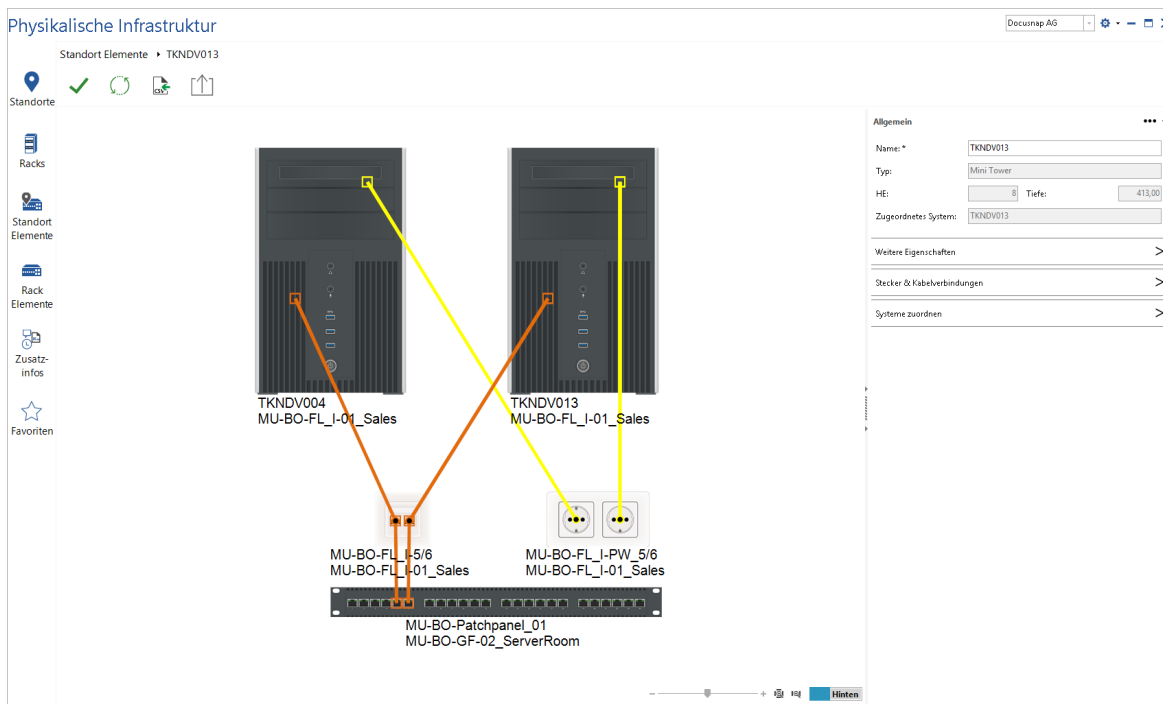 Physikalische Infrastruktur
Docusnap AG
Standort Elemente ▸ TKNDV013
Standorte
Racks
Standort
Elemente
Rack
Elemente
Zusatz-
infos
Favoriten
CSV
TKNDV004
MU-BO-FL_I-01_Sales
TKNDV013
MU-BO-FL_I-01_Sales
MU-BO-FL_I-5/6
MU-BO-FL_I-01_Sales
MU-BO-FL_I-PW_5/6
MU-BO-FL_I-01_Sales
MU-BO-Patchpanel_01
MU-BO-GF-02_ServerRoom
Hinten
Allgemein
Name: * TKNDV013
Typ: Mini Tower
HE: 8 Tiefe: 413,00
Zugeordnetes System: TKNDV013
Weitere Eigenschaften
Stecker & Kabelverbindungen
Systeme zuordnen